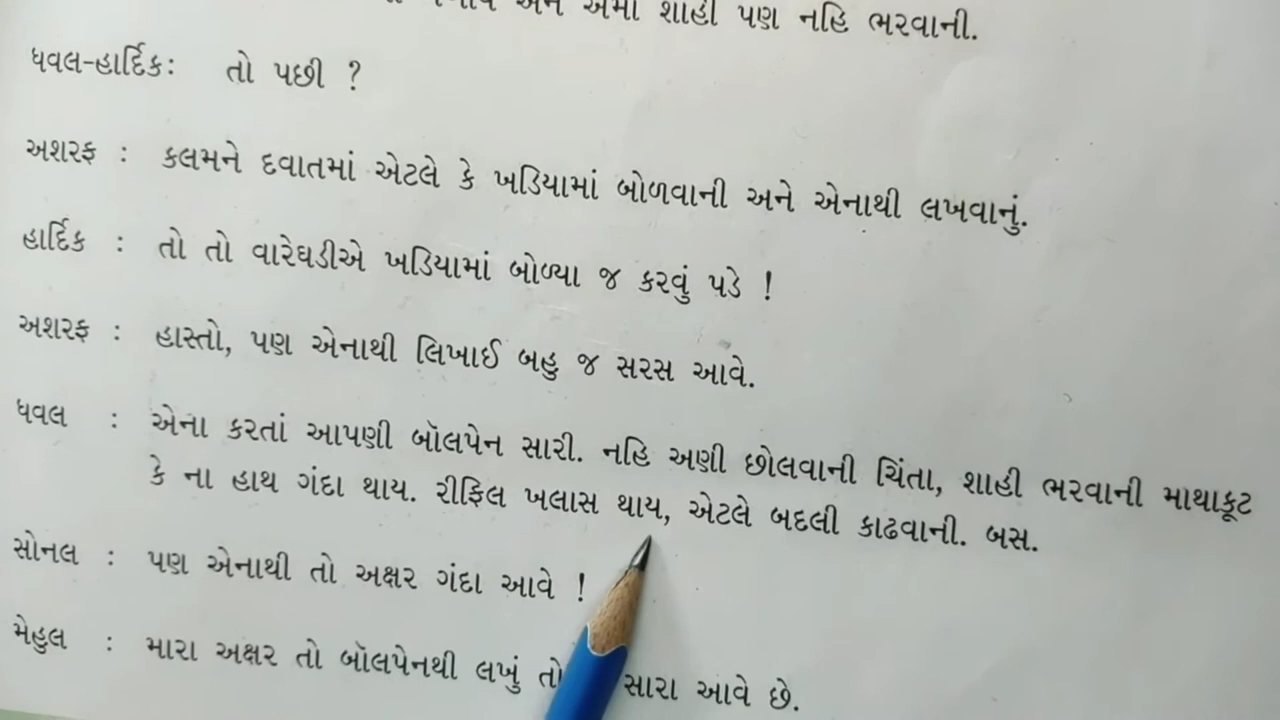 શાહી પણ નહિ ભરવાની.
ધવલ-હાર્દિક: તો પછી ?
અશરફ : કલમને દવાતમાં એટલે કે ખડિયામાં બોળવાની અને એનાથી લખવાનું.
હાર્દિક : તો તો વારેઘડીએ ખડિયામાં બોળ્યા જ કરવું પડે !
અશરફ : હાસ્તો, પણ એનાથી લિખાઈ બહુ જ સરસ આવે.
ધવલ : એના કરતાં આપણી બૉલપેન સારી. નહિ અણી છોલવાની ચિંતા, શાહી ભરવાની માથાકૂટ
કે ના હાથ ગંદા થાય. રીફિલ ખલાસ થાય, એટલે બદલી કાઢવાની. બસ.
સોનલ : પણ એનાથી તો અક્ષર ગંદા આવે !
મેહુલ : મારા અક્ષર તો બૉલપેનથી લખું તો સારા આવે છે.